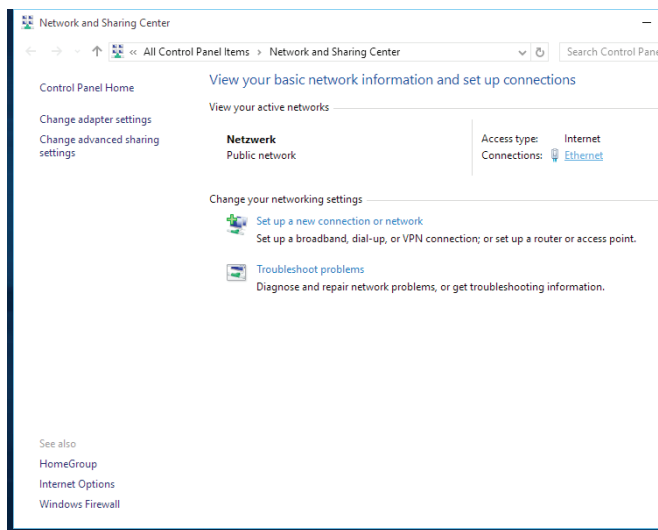 Network and Sharing Center
« All Control Panel Items > Network and Sharing Center
Search Control Pane
Control Panel Home
Change adapter settings
Change advanced sharing
settings
View your basic network information and set up connections
View your active networks
Netzwerk
Public network
Access type: Internet
Connections: Ethernet
Change your networking settings
Set up a new connection or network
Set up a broadband, dial-up, or VPN connection; or set up a router or access point.
Troubleshoot problems
Diagnose and repair network problems, or get troubleshooting information.
See also
HomeGroup
Internet Options
Windows Firewall